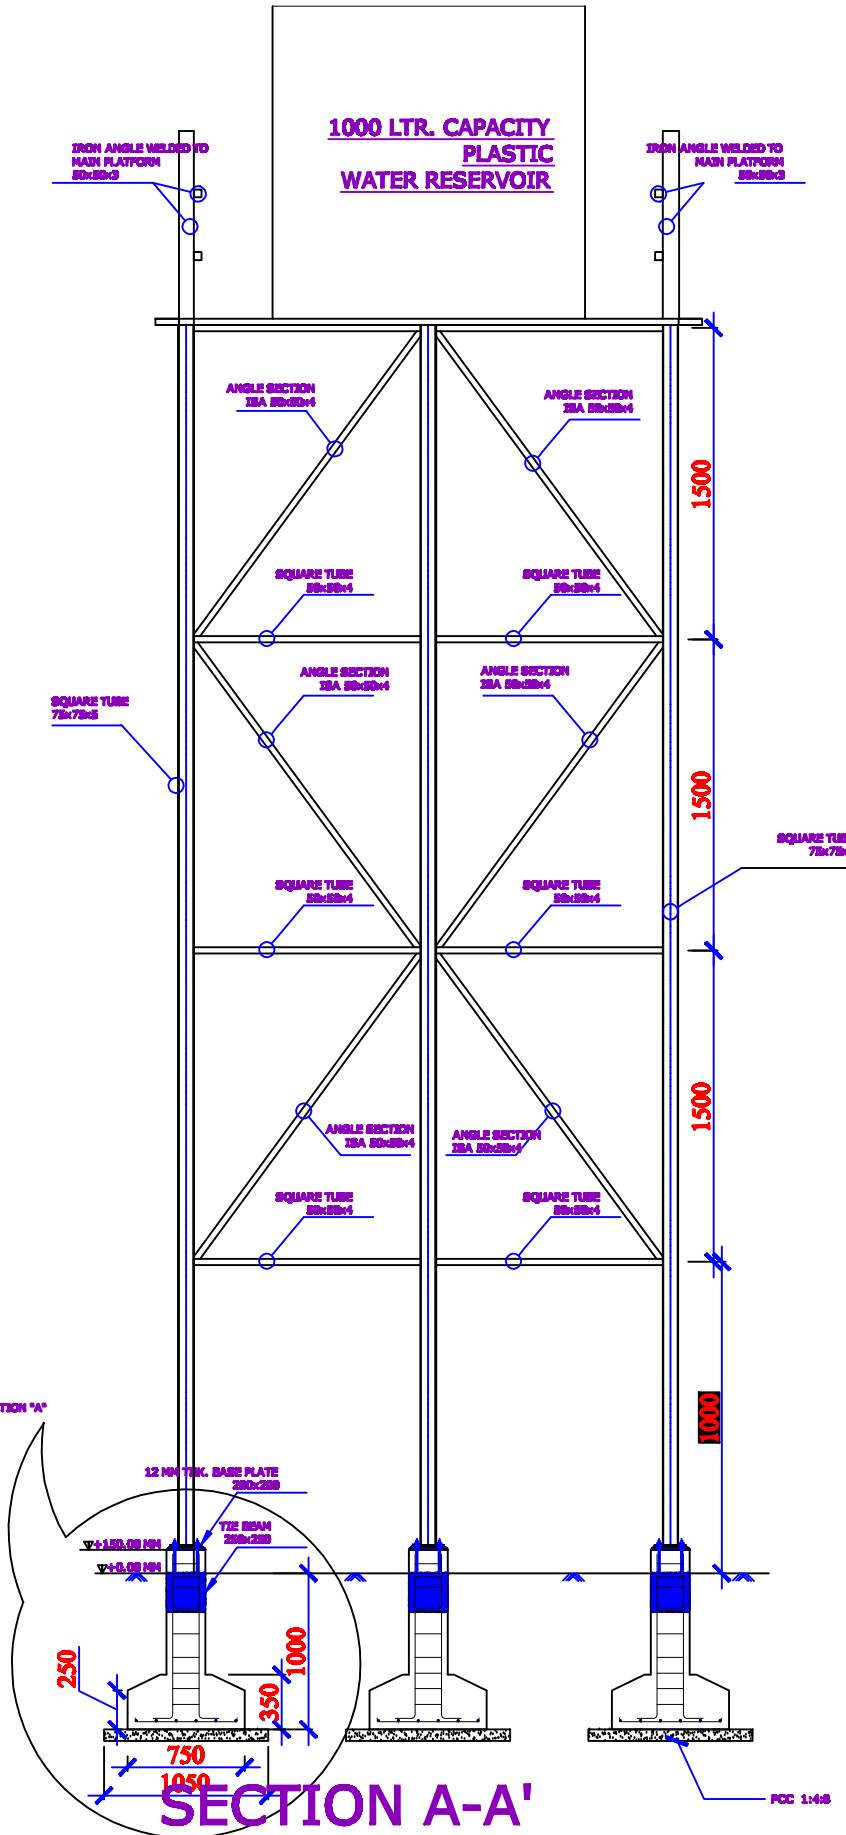 1000 LTR. CAPACITY
PLASTIC
WATER RESERVOIR
IRON ANGLE WELDED TO
MAIN PLATFORM
50x50x3
IRON ANGLE WELDED TO
MAIN PLATFORM
50x50x3
ANGLE SECTION
ISA 50x50x4
ANGLE SECTION
ISA 50x50x4
1500
SQUARE TUBE
50x50x4
SQUARE TUBE
50x50x4
ANGLE SECTION
ISA 50x50x4
ANGLE SECTION
ISA 50x50x4
SQUARE TUBE
75x75x5
1500
SQUARE TUBE
75x75x
SQUARE TUBE
50x50x4
SQUARE TUBE
50x50x4
1500
ANGLE SECTION
ISA 50x50x4
ANGLE SECTION
ISA 50x50x4
SQUARE TUBE
50x50x4
SQUARE TUBE
50x50x4
1000
TION "A"
12 MM THK. BASE PLATE
200x200
TIE BEAM
250x250
+150.00 MM
+0.00 MM
250
1000
350
750
1050
PCC 1:4:8
SECTION A-A'